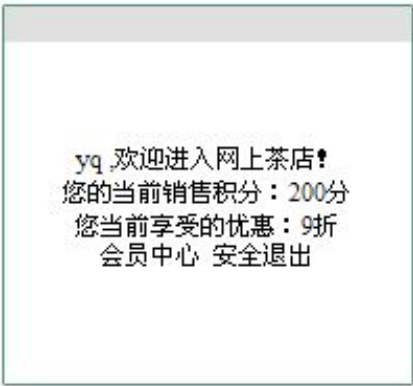 yq ,欢迎进入网上茶店！
您的当前销售积分：200分
您当前享受的优惠：9折
会员中心 安全退出